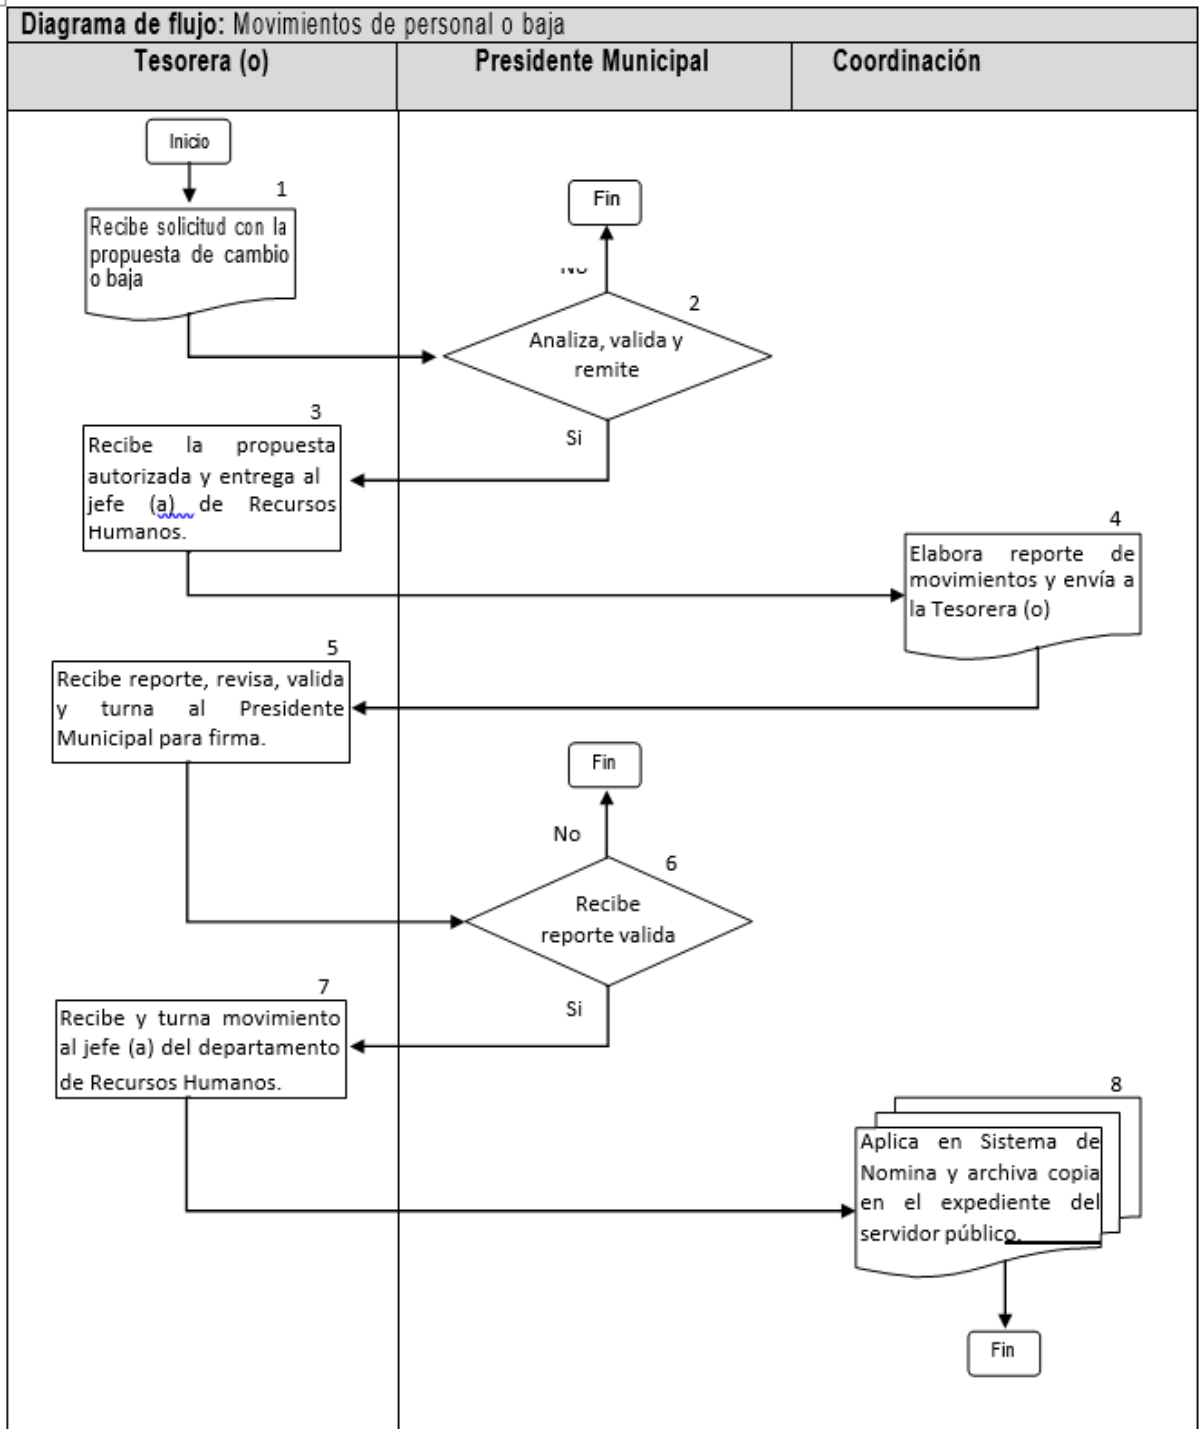 Diagrama de flujo: Movimientos de personal o baja
Tesorera (o)
Presidente Municipal
Coordinación
Inicio
1
Recibe solicitud con la
propuesta de cambio
o baja
Fin
2
Analiza, valida y
remite
Si
3
Recibe la propuesta
autorizada y entrega al
jefe (a) de Recursos
Humanos.
4
Elabora reporte de
movimientos y envía a
la Tesorera (o)
5
Recibe reporte, revisa, valida
y turna al Presidente
Municipal para firma.
Fin
No
6
Recibe
reporte valida
Si
7
Recibe y turna movimiento
al jefe (a) del departamento
de Recursos Humanos.
8
Aplica en Sistema de
Nomina y archiva copia
en el expediente del
servidor público.
Fin